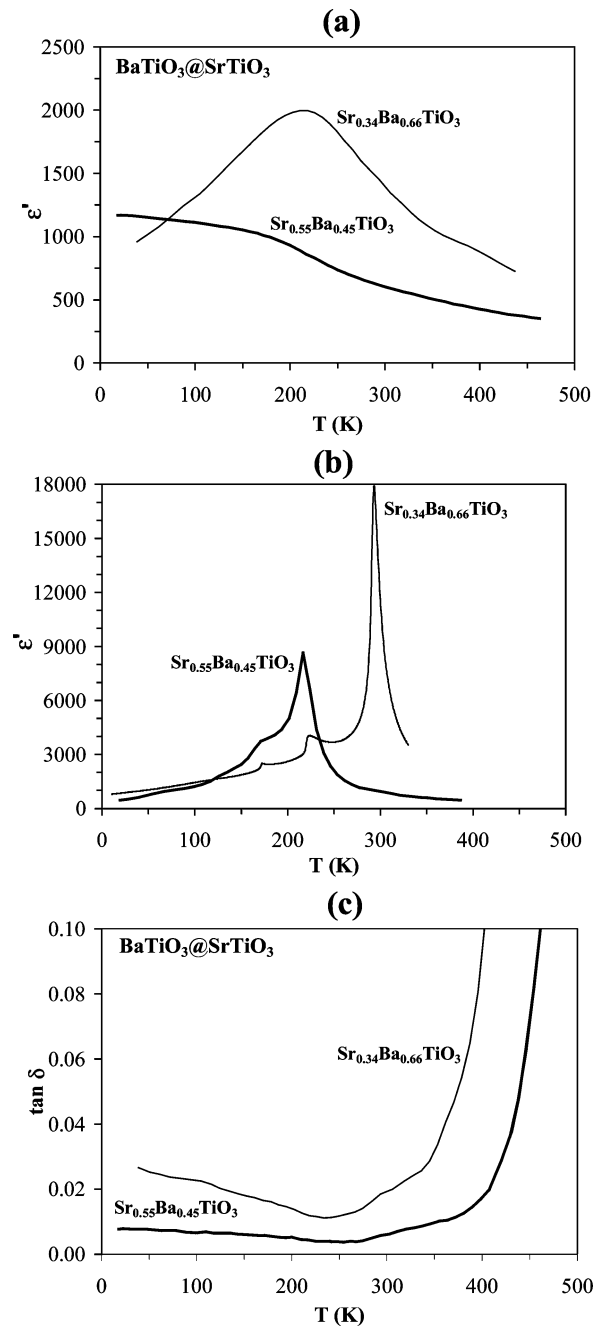 (a)
BaTiO₃@SrTiO₃
Sr₀.₃₄Ba₀.₆₆TiO₃
Sr₀.₅₅Ba₀.₄₅TiO₃
2500
2000
1500
1000
500
0
ε'
0 100 200 300 400 500
T (K)
(b)
Sr₀.₃₄Ba₀.₆₆TiO₃
Sr₀.₅₅Ba₀.₄₅TiO₃
18000
15000
12000
9000
6000
3000
0
ε'
0 100 200 300 400 500
T (K)
(c)
BaTiO₃@SrTiO₃
Sr₀.₃₄Ba₀.₆₆TiO₃
Sr₀.₅₅Ba₀.₄₅TiO₃
0.10
0.08
0.06
0.04
0.02
0.00
tan δ
0 100 200 300 400 500
T (K)